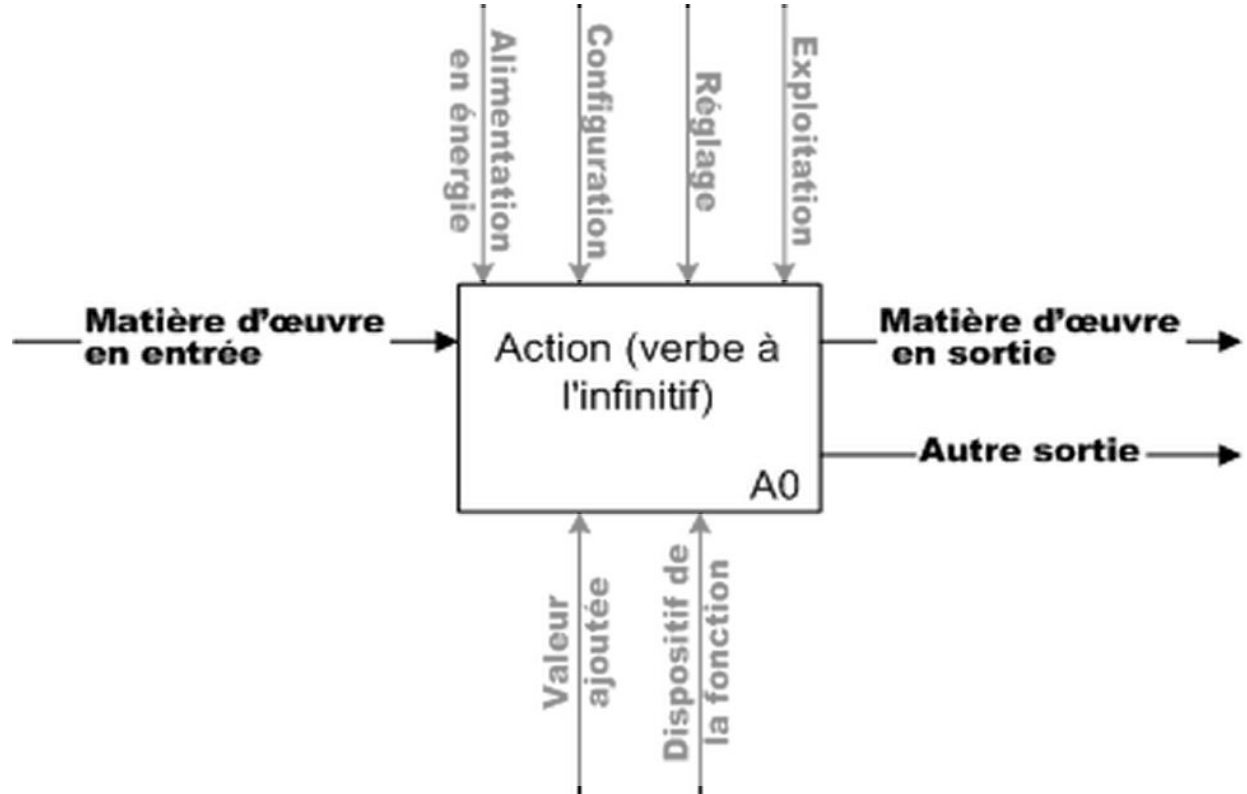 Alimentation
en énergie
Configuration
Réglage
Exploitation
Matière d'œuvre
en entrée
Action (verbe à
l'infinitif)
A0
Matière d'œuvre
en sortie
Autre sortie
Valeur
ajoutée
Dispositif de
la fonction